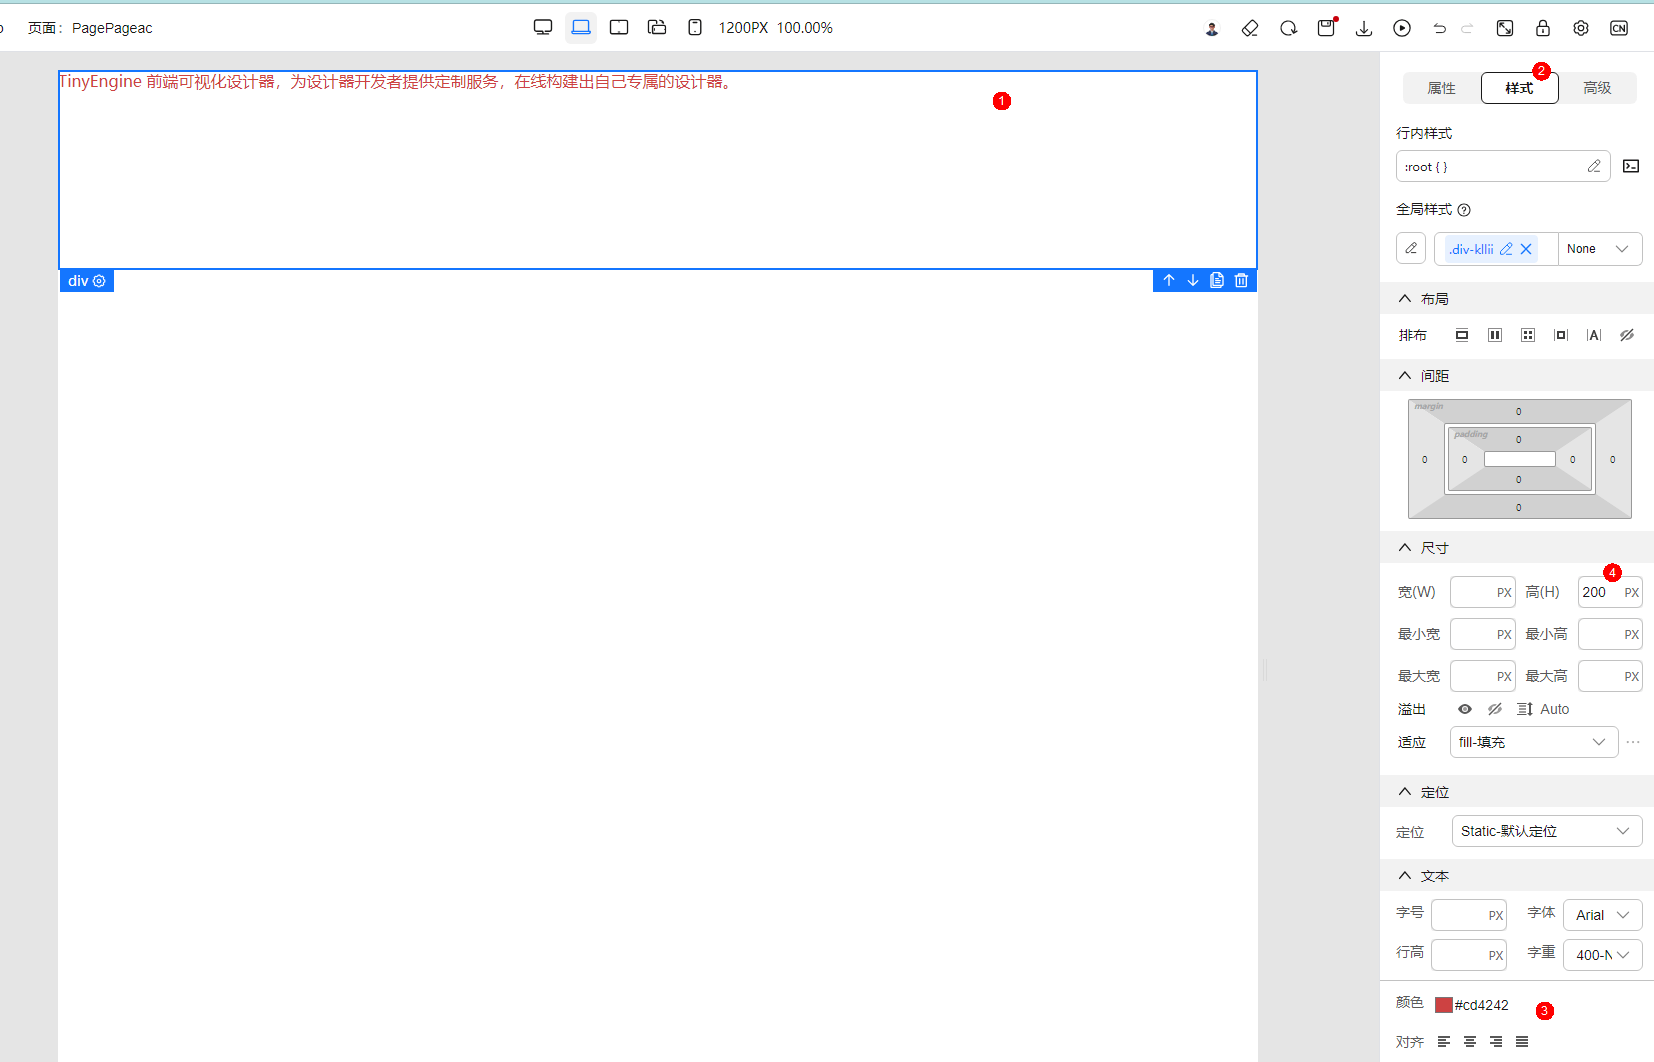 页面： PagePageac
1200PX 100.00%
CN
TinyEngine 前端可视化设计器，为设计器开发者提供定制服务，在线构建出自己专属的设计器。
1
div
2
属性 样式 高级
行内样式
:root { }
全局样式 ?
.div-kllii None
布局
排布 A
间距
margin
0
padding
0
0 0 0 0
0
0
尺寸
4
宽(W) PX 高(H) 200 PX
最小宽 PX 最小高 PX
最大宽 PX 最大高 PX
溢出 Auto
适应 fill-填充
定位
定位 Static-默认定位
文本
字号 PX 字体 Arial
行高 PX 字重 400-N
颜色 #cd4242 3
对齐